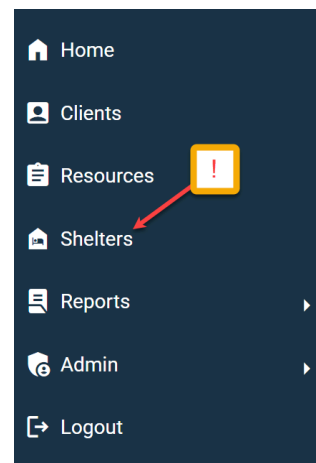 Home
Clients
Resources
!
Shelters
Reports
Admin
Logout